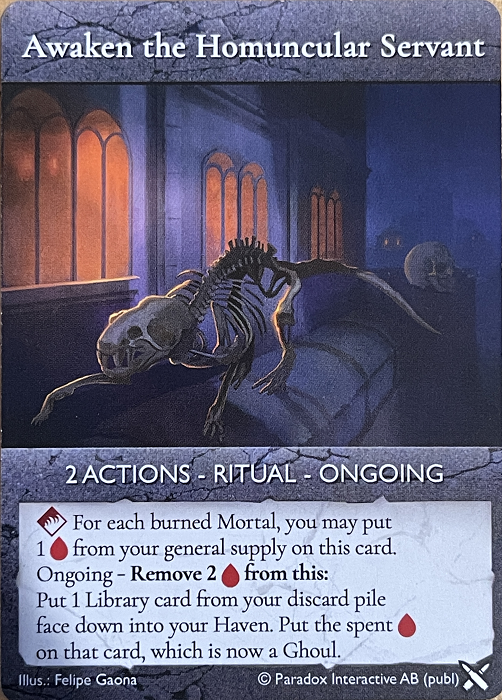 Awaken the Homuncular Servant
2 ACTIONS - RITUAL - ONGOING
For each burned Mortal, you may put
1 from your general supply on this card.
Ongoing - Remove 2 from this:
Put 1 Library card from your discard pile
face down into your Haven. Put the spent
on that card, which is now a Ghoul.
Illus.: Felipe Gaona © Paradox Interactive AB (publ)